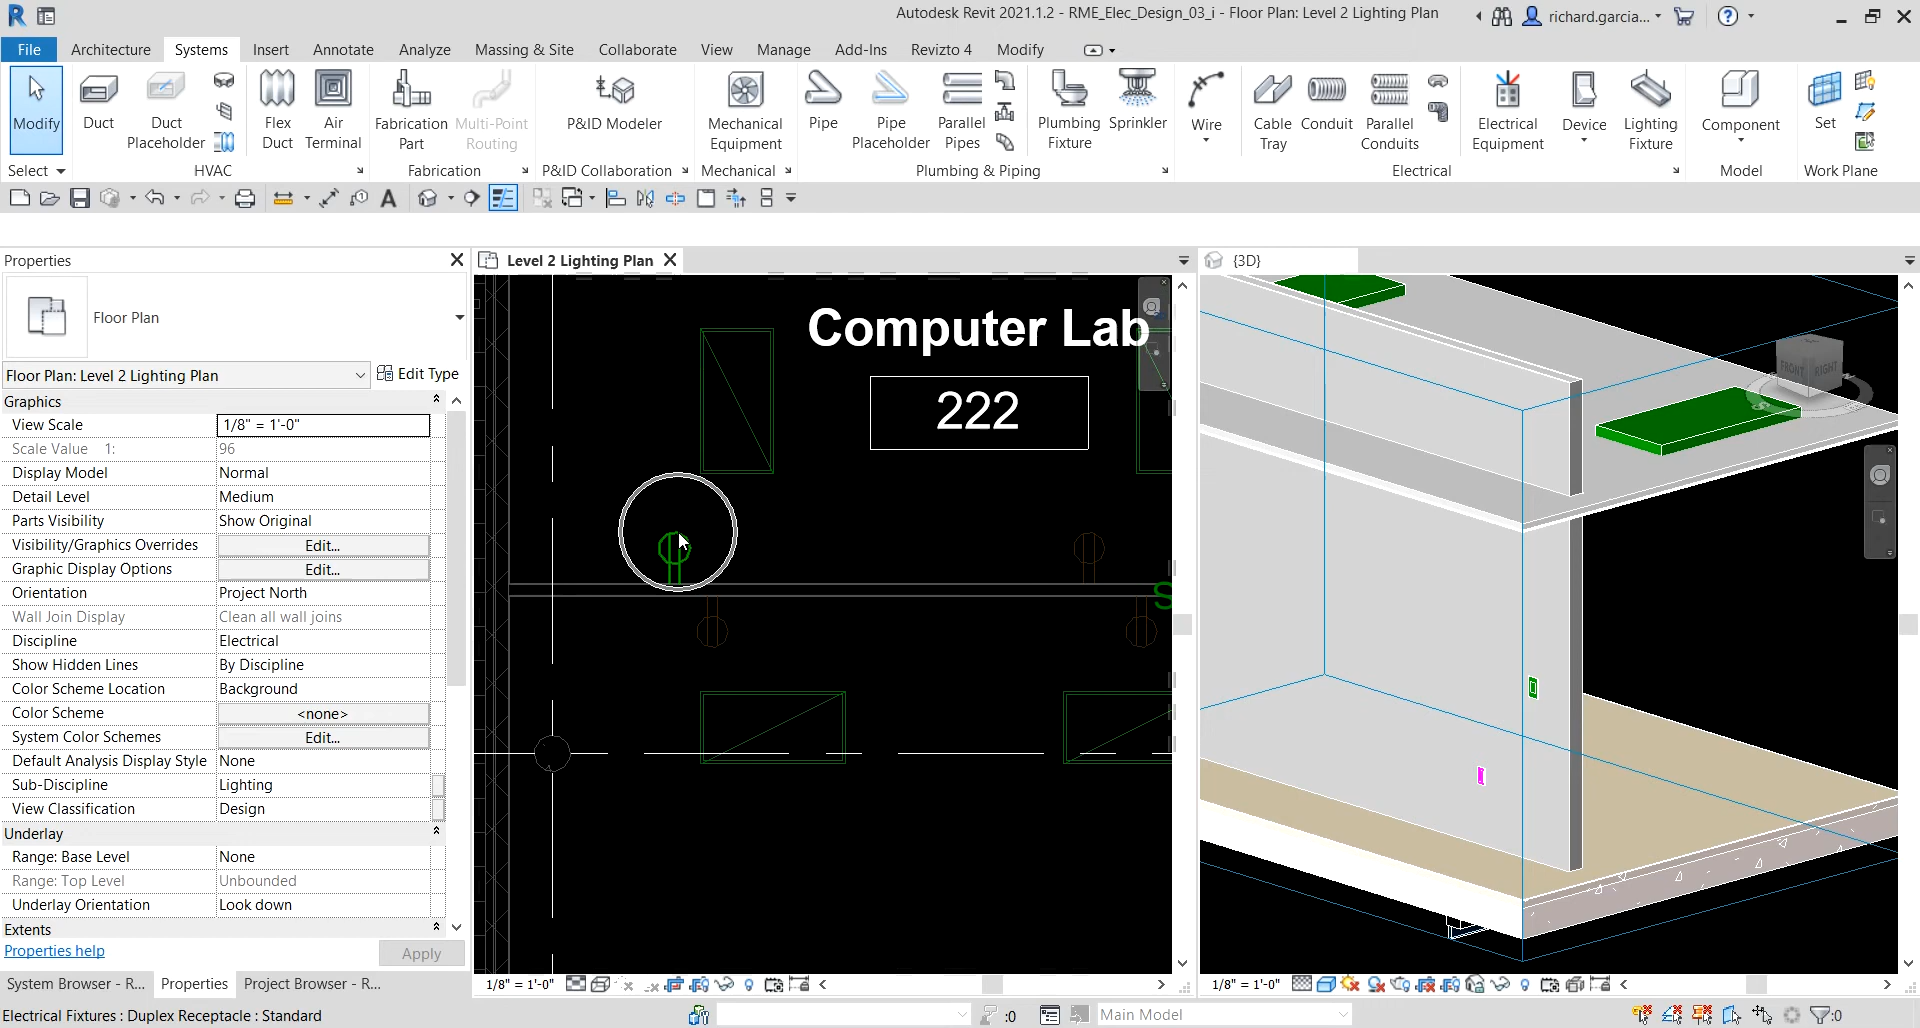 Autodesk Revit 2021.1.2 - RME_Elec_Design_03_i - Floor Plan: Level 2 Lighting Plan
richard.garcia...
File Architecture Systems Insert Annotate Analyze Massing & Site Collaborate View Manage Add-Ins Revizto 4 Modify
Modify
Duct
Duct Placeholder
Flex Duct
Air Terminal
Fabrication Part
Multi-Point Routing
P&ID Modeler
Mechanical Equipment
Pipe
Pipe Placeholder
Parallel Pipes
Plumbing Fixture
Sprinkler
Wire
Cable Tray
Conduit
Parallel Conduits
Electrical Equipment
Device
Lighting Fixture
Component
Set
Select HVAC Fabrication P&ID Collaboration Mechanical Plumbing & Piping Electrical Model Work Plane
Properties
Level 2 Lighting Plan
{3D}
Floor Plan
Floor Plan: Level 2 Lighting Plan
Edit Type
Graphics
View Scale 1/8" = 1'-0"
Scale Value 1: 96
Display Model Normal
Detail Level Medium
Parts Visibility Show Original
Visibility/Graphics Overrides Edit...
Graphic Display Options Edit...
Orientation Project North
Wall Join Display Clean all wall joins
Discipline Electrical
Show Hidden Lines By Discipline
Color Scheme Location Background
Color Scheme <none>
System Color Schemes Edit...
Default Analysis Display Style None
Sub-Discipline Lighting
View Classification Design
Underlay
Range: Base Level None
Range: Top Level Unbounded
Underlay Orientation Look down
Extents
Properties help
Apply
System Browser - R... Properties Project Browser - R...
Computer Lab
222
S
FRONT RIGHT
1/8" = 1'-0"
1/8" = 1'-0"
Electrical Fixtures : Duplex Receptacle : Standard
:0
Main Model
:0